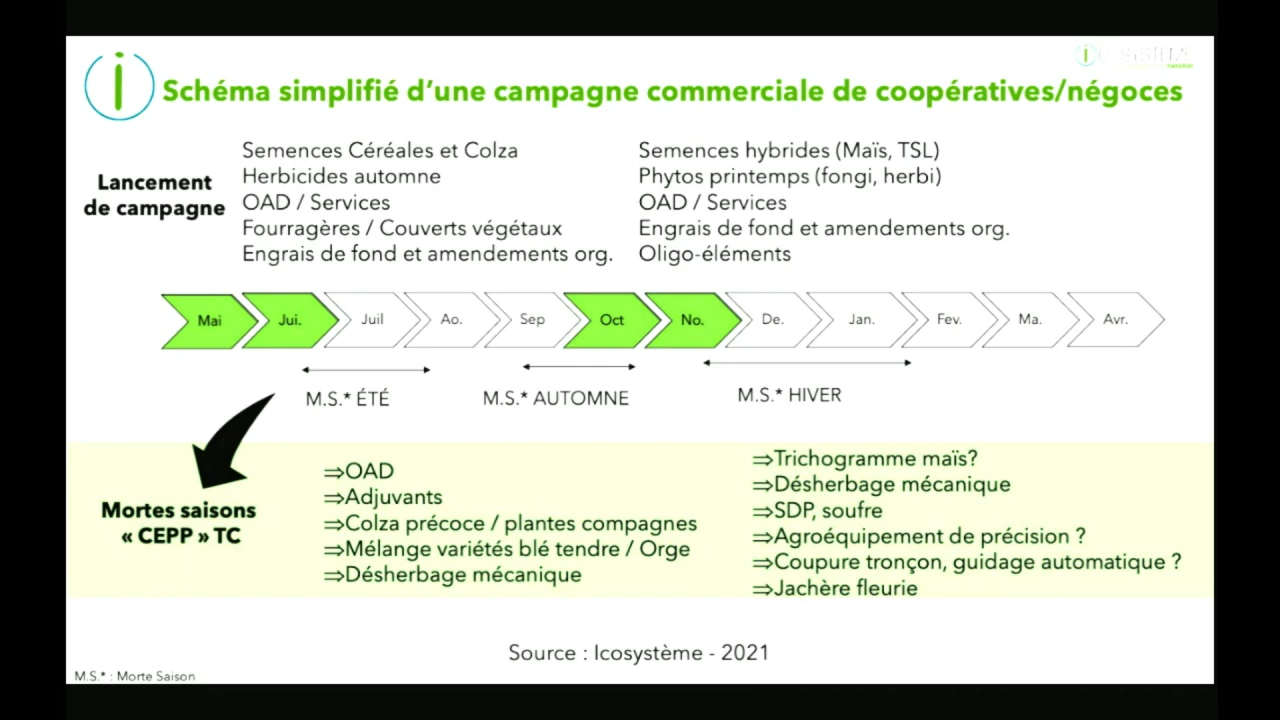 i
Schéma simplifié d’une campagne commerciale de coopératives/négoces
Lancement
de campagne
Semences Céréales et Colza
Herbicides automne
OAD / Services
Fourragères / Couverts végétaux
Engrais de fond et amendements org.
Semences hybrides (Maïs, TSL)
Phytos printemps (fongi, herbi)
OAD / Services
Engrais de fond et amendements org.
Oligo-éléments
Mai
Jui.
Juil
Ao.
Sep
Oct
No.
De.
Jan.
Fev.
Ma.
Avr.
M.S.* ÉTÉ
M.S.* AUTOMNE
M.S.* HIVER
Mortes saisons
« CEPP » TC
⇒OAD
⇒Adjuvants
⇒Colza précoce / plantes compagnes
⇒Mélange variétés blé tendre / Orge
⇒Désherbage mécanique
⇒Trichogramme maïs?
⇒Désherbage mécanique
⇒SDP, soufre
⇒Agroéquipement de précision ?
⇒Coupure tronçon, guidage automatique ?
⇒Jachère fleurie
Source : Icosystème - 2021
M.S.* : Morte Saison